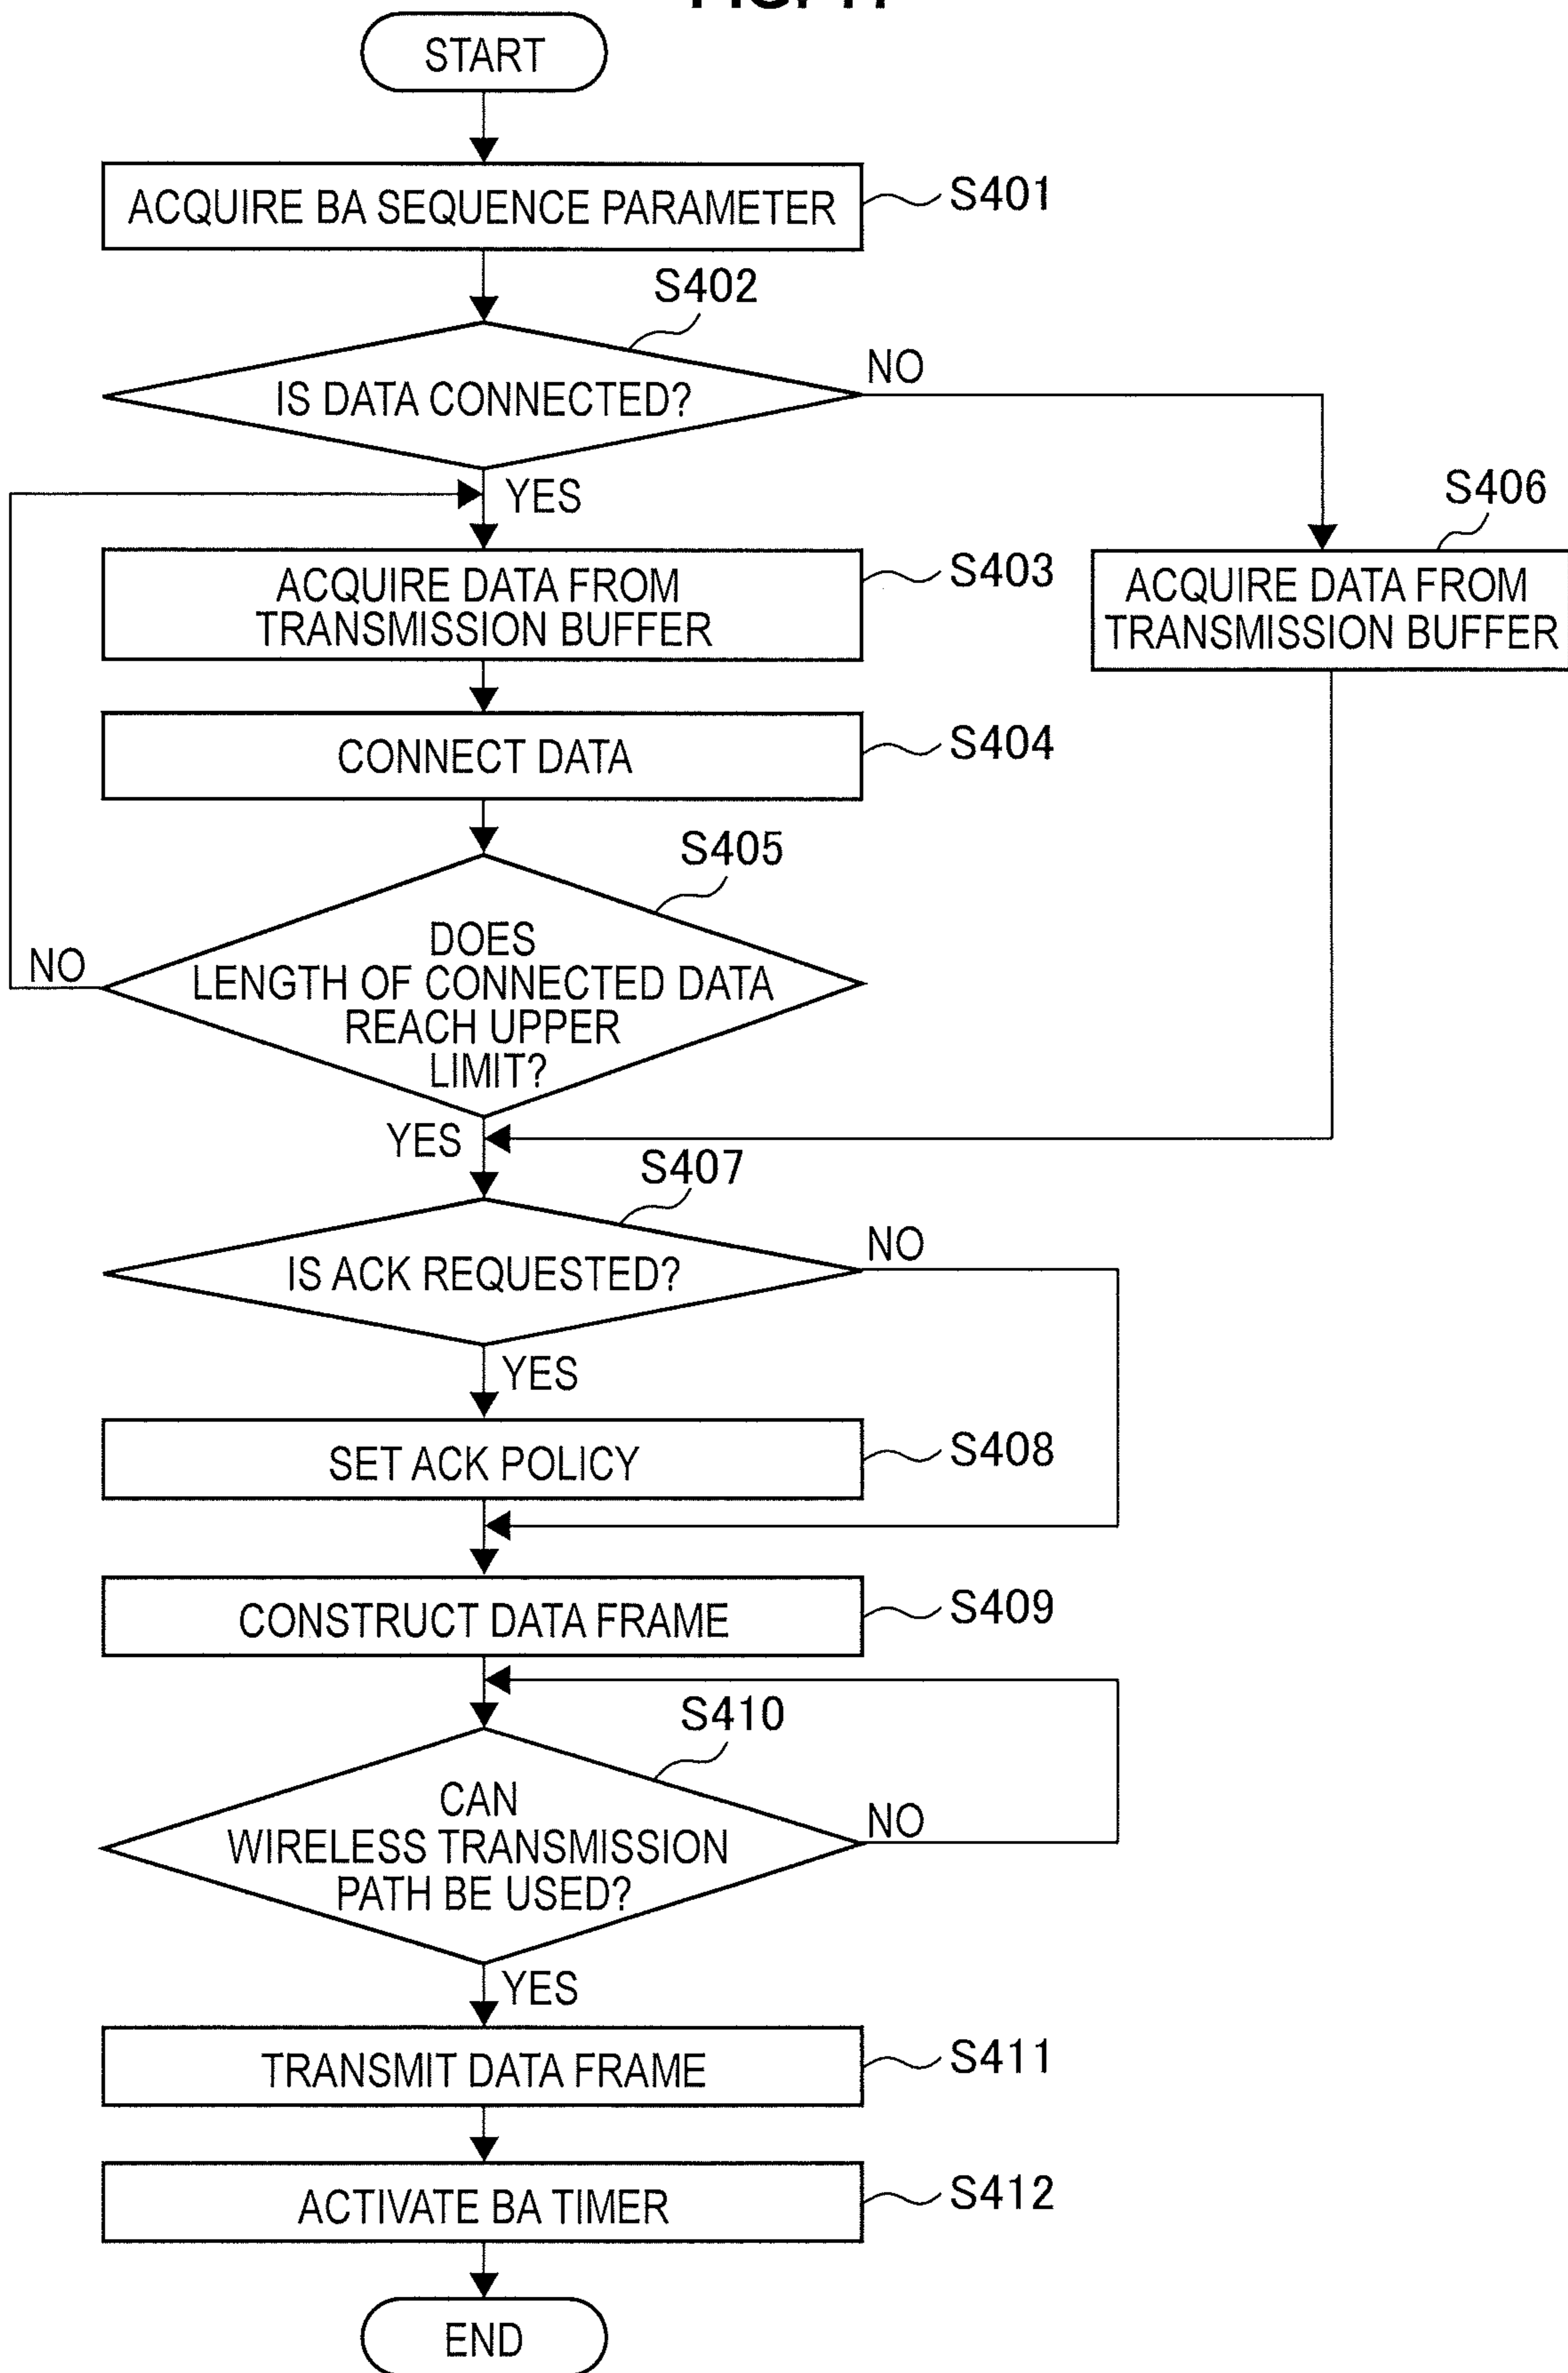 START
ACQUIRE BA SEQUENCE PARAMETER
S401
S402
IS DATA CONNECTED?
NO
YES
S406
ACQUIRE DATA FROM
TRANSMISSION BUFFER
S403
ACQUIRE DATA FROM
TRANSMISSION BUFFER
CONNECT DATA
S404
S405
DOES
LENGTH OF CONNECTED DATA
REACH UPPER
LIMIT?
NO
YES
S407
IS ACK REQUESTED?
NO
YES
SET ACK POLICY
S408
CONSTRUCT DATA FRAME
S409
S410
CAN
WIRELESS TRANSMISSION
PATH BE USED?
NO
YES
TRANSMIT DATA FRAME
S411
ACTIVATE BA TIMER
S412
END